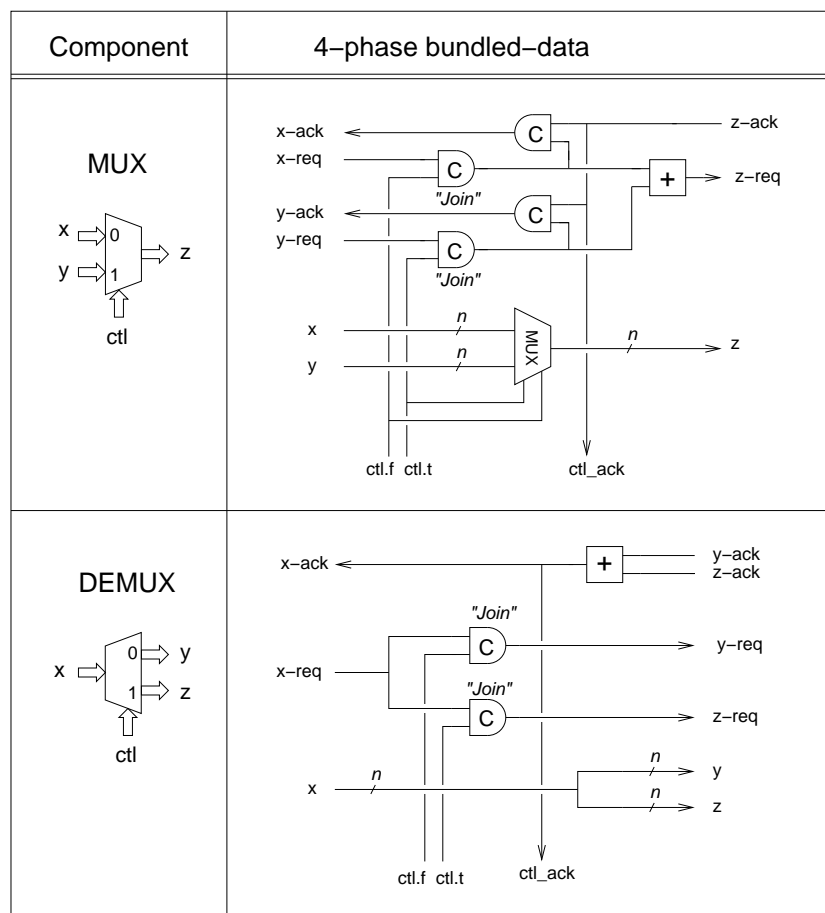 Component
4−phase bundled−data
MUX
x
0
y
1
z
ctl
x−ack
C
z−ack
x−req
C
+
z−req
"Join"
y−ack
C
y−req
C
"Join"
x
n
MUX
n
z
y
n
ctl.f ctl.t
ctl_ack
DEMUX
x
0
y
1
z
ctl
x−ack
+
y−ack
z−ack
"Join"
C
y−req
x−req
"Join"
C
z−req
x
n
n
y
n
z
ctl.f ctl.t
ctl_ack